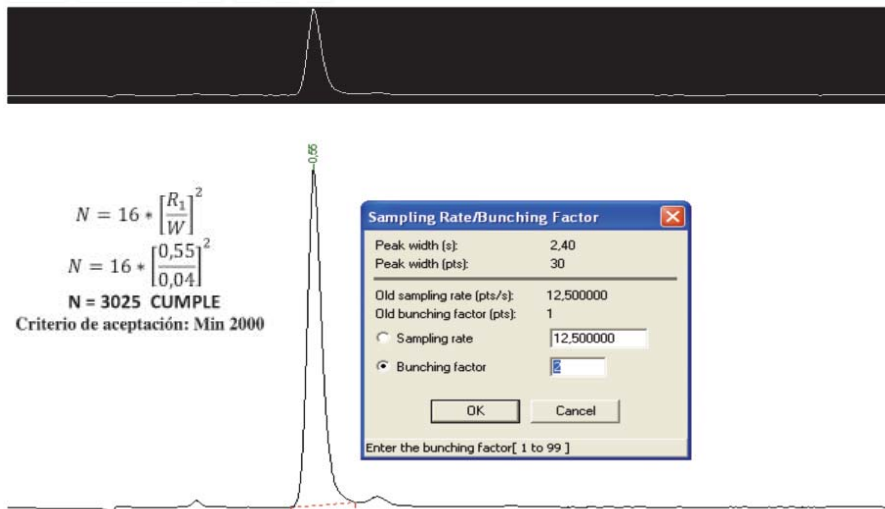 0,55
N = 16 * [R₁/W]²
N = 16 * [0,55/0,04]²
N = 3025 CUMPLE
Criterio de aceptación: Min 2000
Sampling Rate/Bunching Factor
Peak width (s): 2,40
Peak width (pts): 30
Old sampling rate (pts/s): 12,500000
Old bunching factor (pts): 1
Sampling rate 12,500000
Bunching factor 2
OK Cancel
Enter the bunching factor[ 1 to 99 ]